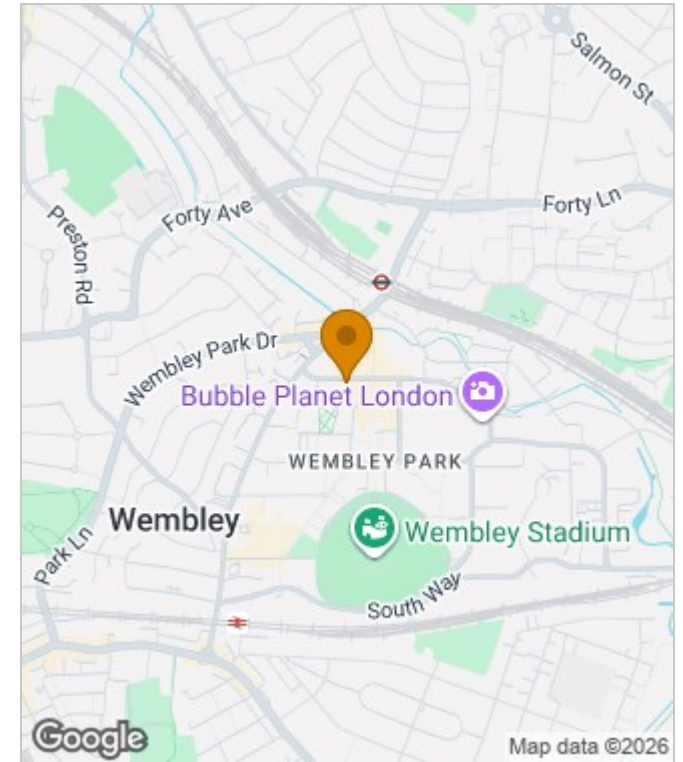 Salmon St
Forty Ln
Forty Ave
Preston Rd
Wembley Park Dr
Bubble Planet London
WEMBLEY PARK
Wembley
Wembley Stadium
Park Ln
South Way
Google
Map data ©2026